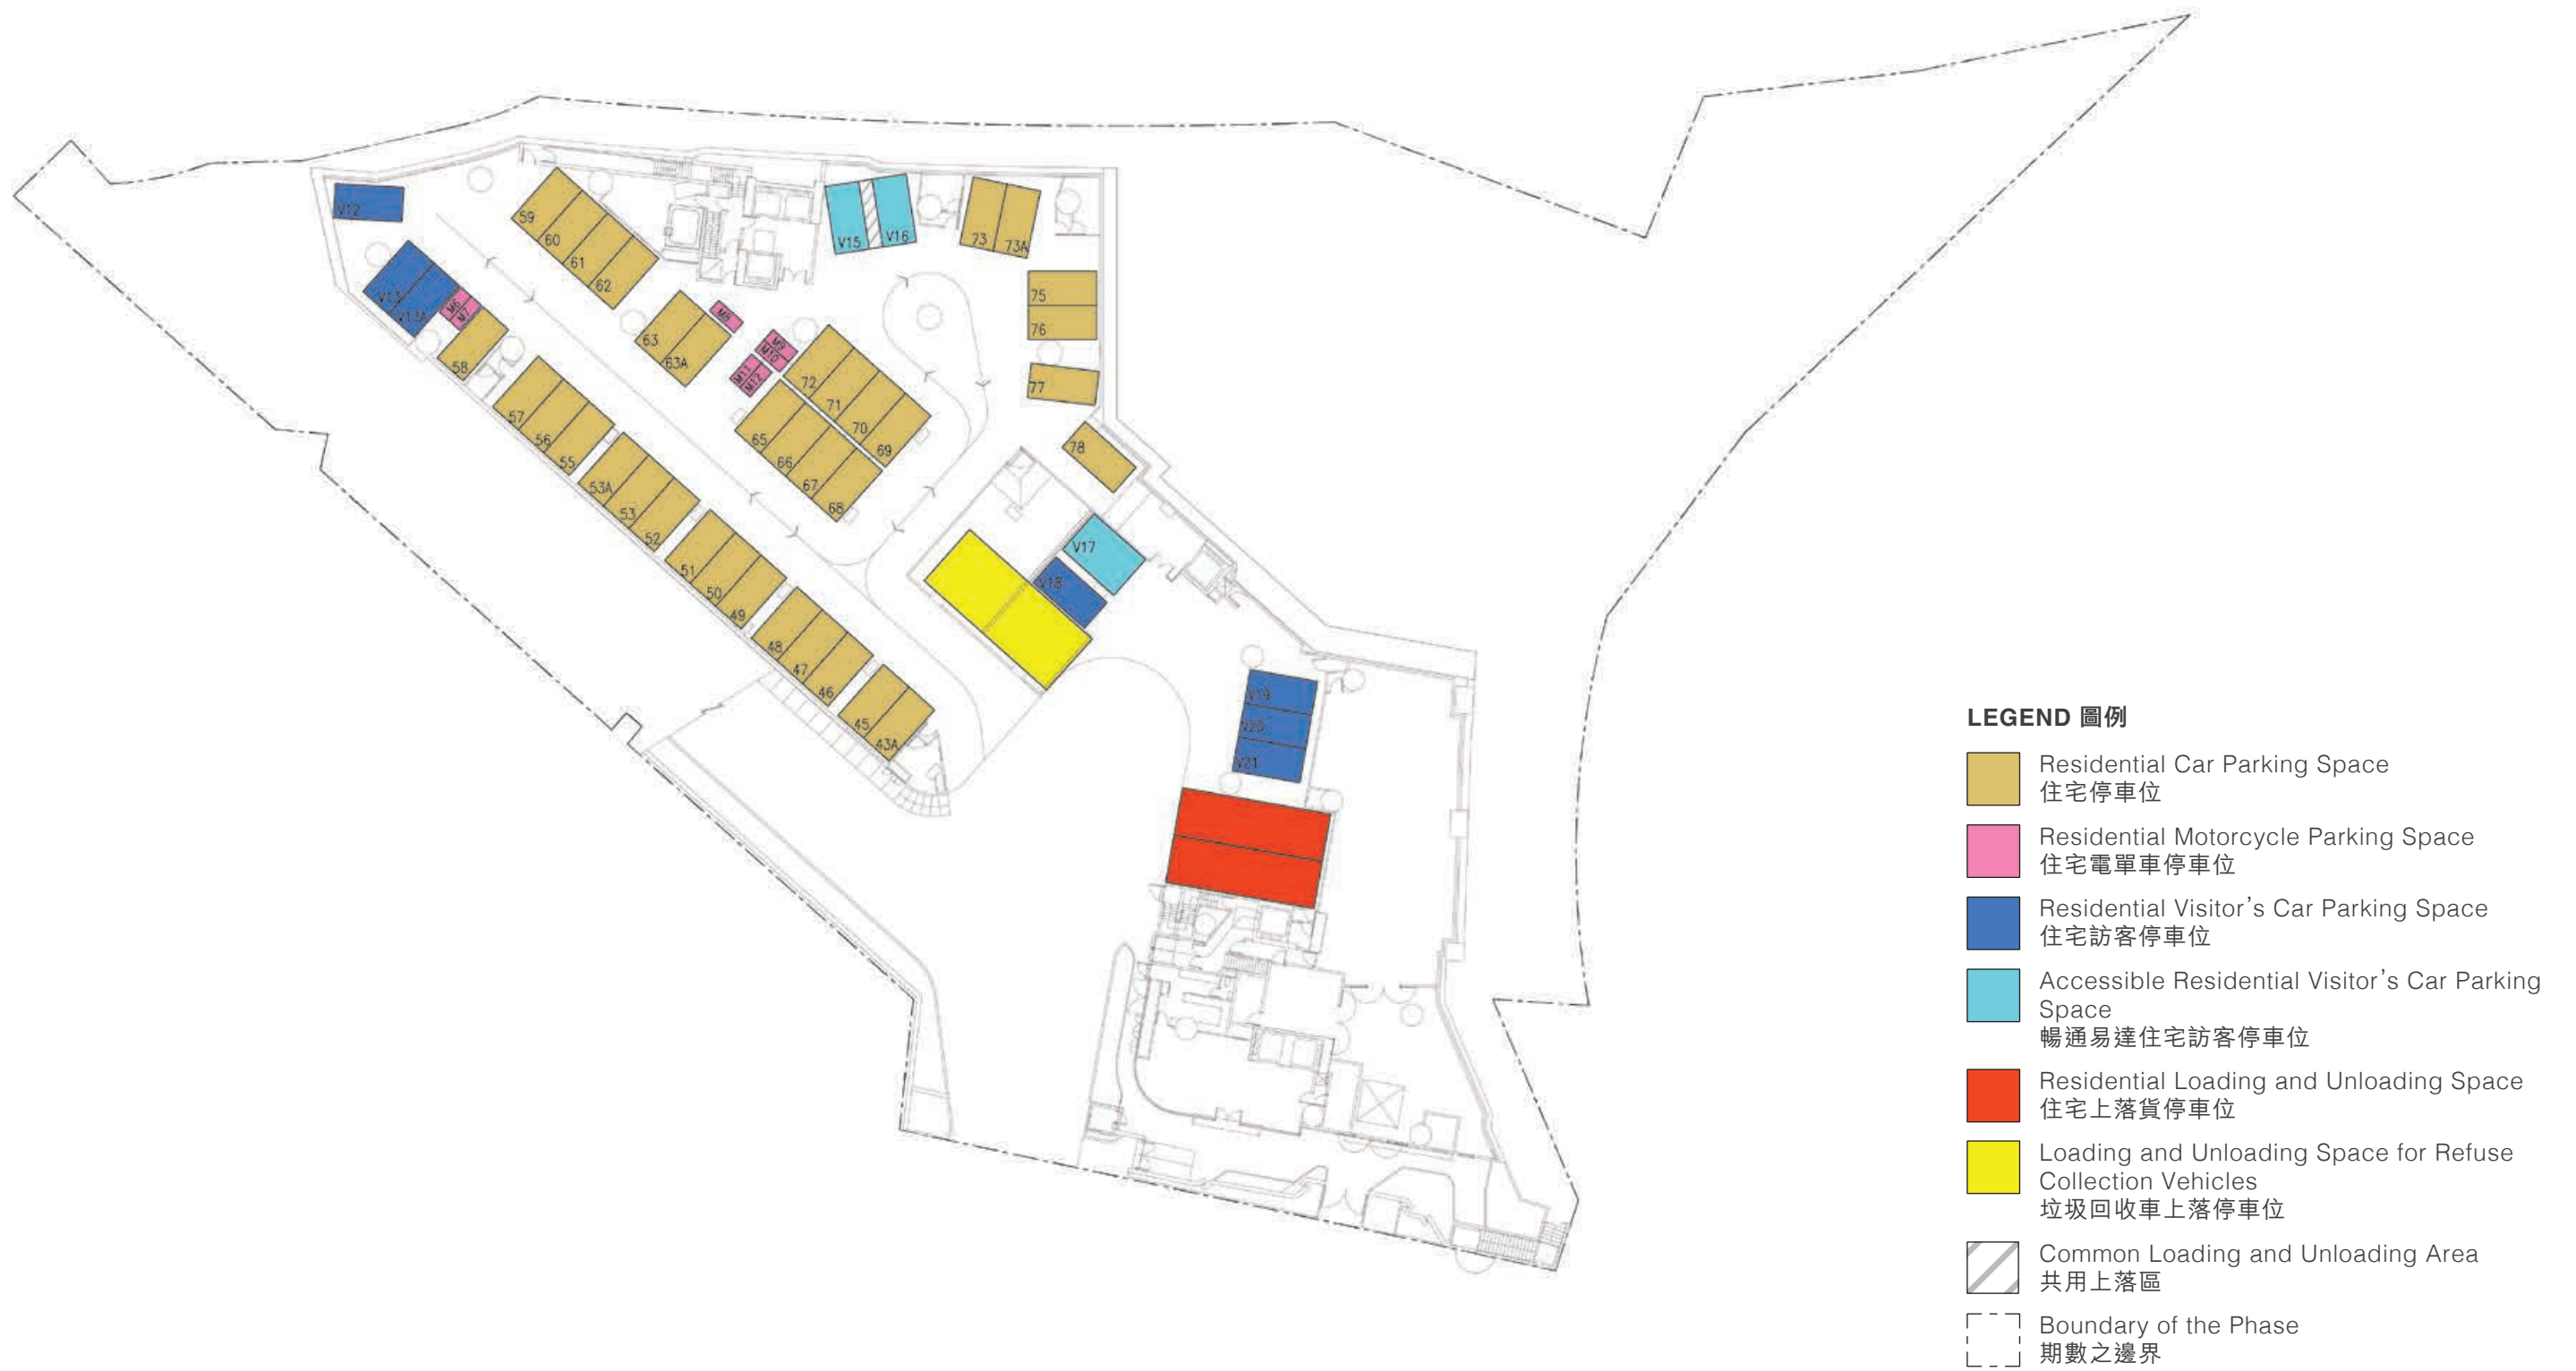 V12
59
60
61
62
V15
V16
73
73A
75
76
77
78
V13
V13A
M6
M7
58
63
63A
M8
M9
M10
M11
M12
72
71
70
69
65
66
67
68
57
56
55
53A
53
52
51
50
49
48
47
46
45
43A
V17
V18
V19
V20
V21
LEGEND 圖例
Residential Car Parking Space
住宅停車位
Residential Motorcycle Parking Space
住宅電單車停車位
Residential Visitor's Car Parking Space
住宅訪客停車位
Accessible Residential Visitor's Car Parking
Space
暢通易達住宅訪客停車位
Residential Loading and Unloading Space
住宅上落貨停車位
Loading and Unloading Space for Refuse
Collection Vehicles
垃圾回收車上落停車位
Common Loading and Unloading Area
共用上落區
Boundary of the Phase
期數之邊界